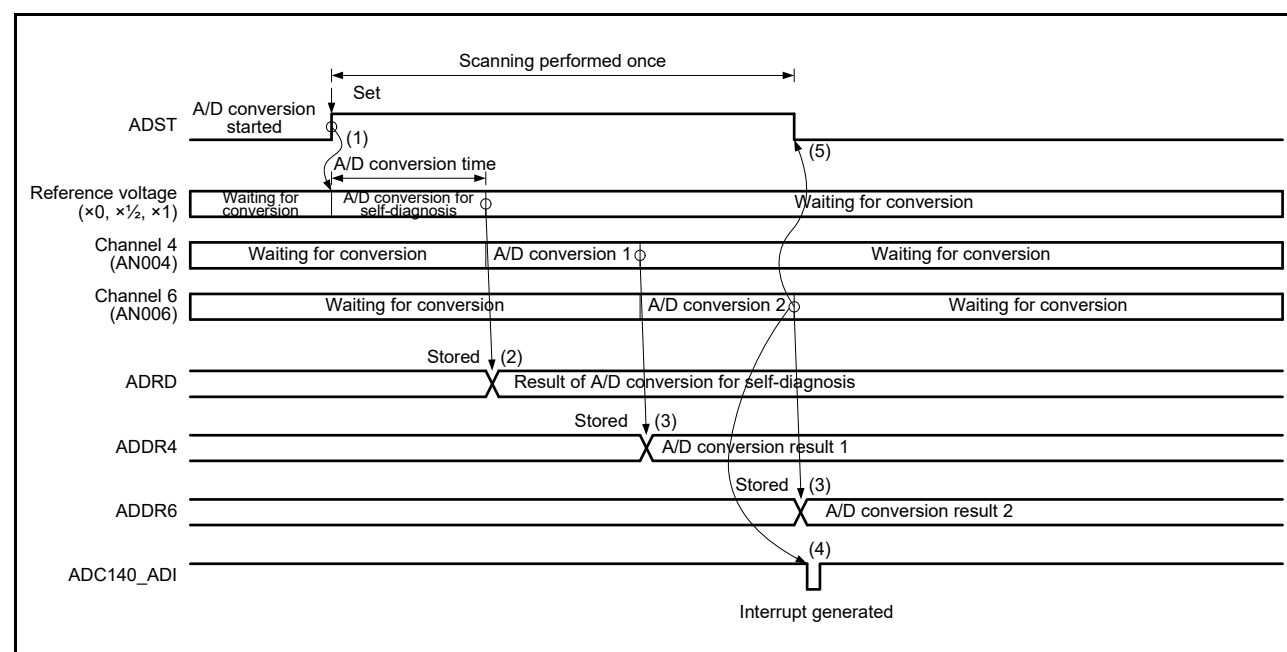 Scanning performed once
Set
A/D conversion
started
ADST
(1)
(5)
A/D conversion time
Reference voltage
(×0, ×½, ×1)
Waiting for
conversion
A/D conversion for
self-diagnosis
Waiting for conversion
Channel 4
(AN004)
Waiting for conversion
A/D conversion 1
Waiting for conversion
Channel 6
(AN006)
Waiting for conversion
A/D conversion 2
Waiting for conversion
Stored (2)
ADRD
Result of A/D conversion for self-diagnosis
Stored (3)
ADDR4
A/D conversion result 1
Stored (3)
ADDR6
A/D conversion result 2
(4)
ADC140_ADI
Interrupt generated